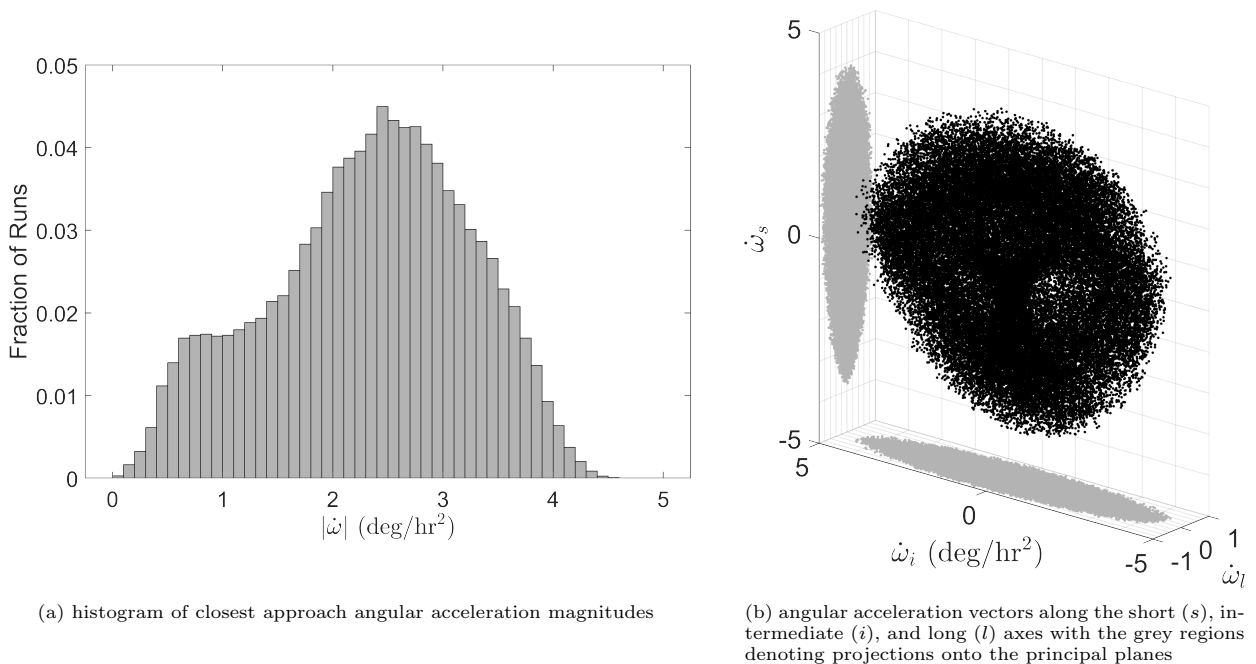 0.05
0.04
0.03
0.02
0.01
0
Fraction of Runs
0 1 2 3 4 5
|ω̇| (deg/hr²)
(a) histogram of closest approach angular acceleration magnitudes
5
0
-5
ω̇ₛ
5 0 -5
ω̇ᵢ (deg/hr²)
-1 0 1
ω̇ₗ
(b) angular acceleration vectors along the short (s), in-
termediate (i), and long (l) axes with the grey regions
denoting projections onto the principal planes